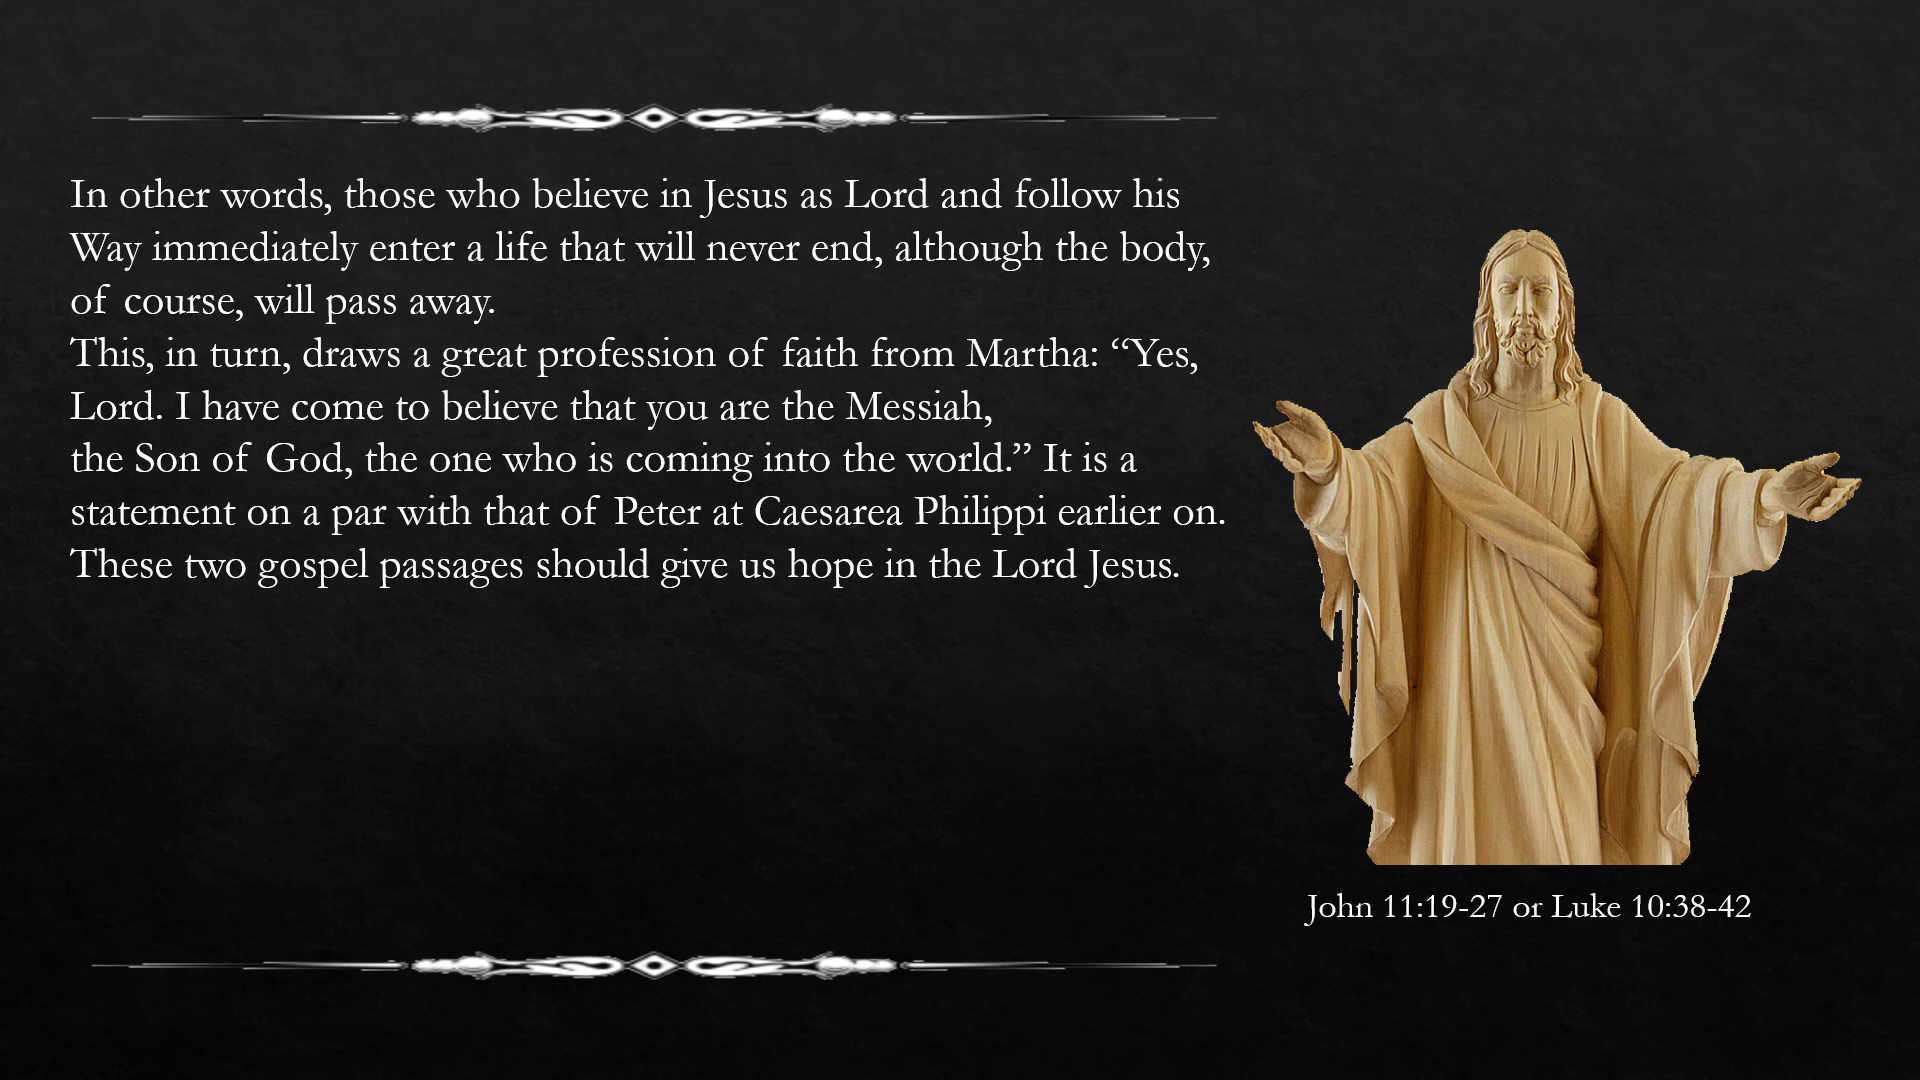 In other words, those who believe in Jesus as Lord and follow his
Way immediately enter a life that will never end, although the body,
of course, will pass away.
This, in turn, draws a great profession of faith from Martha: “Yes,
Lord. I have come to believe that you are the Messiah,
the Son of God, the one who is coming into the world.” It is a
statement on a par with that of Peter at Caesarea Philippi earlier on.
These two gospel passages should give us hope in the Lord Jesus.
John 11:19-27 or Luke 10:38-42